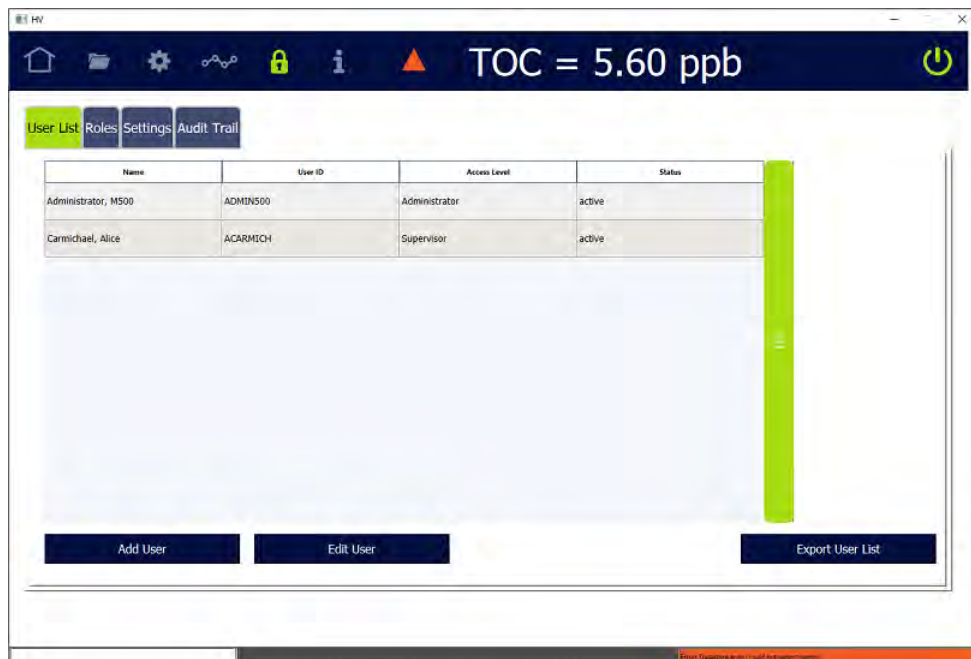 HV
TOC = 5.60 ppb
User List Roles Settings Audit Trail
Name User ID Access Level Status
Administrator, M500 ADMIN500 Administrator active
Carmichael, Alice ACARMICH Supervisor active
Add User Edit User Export User List